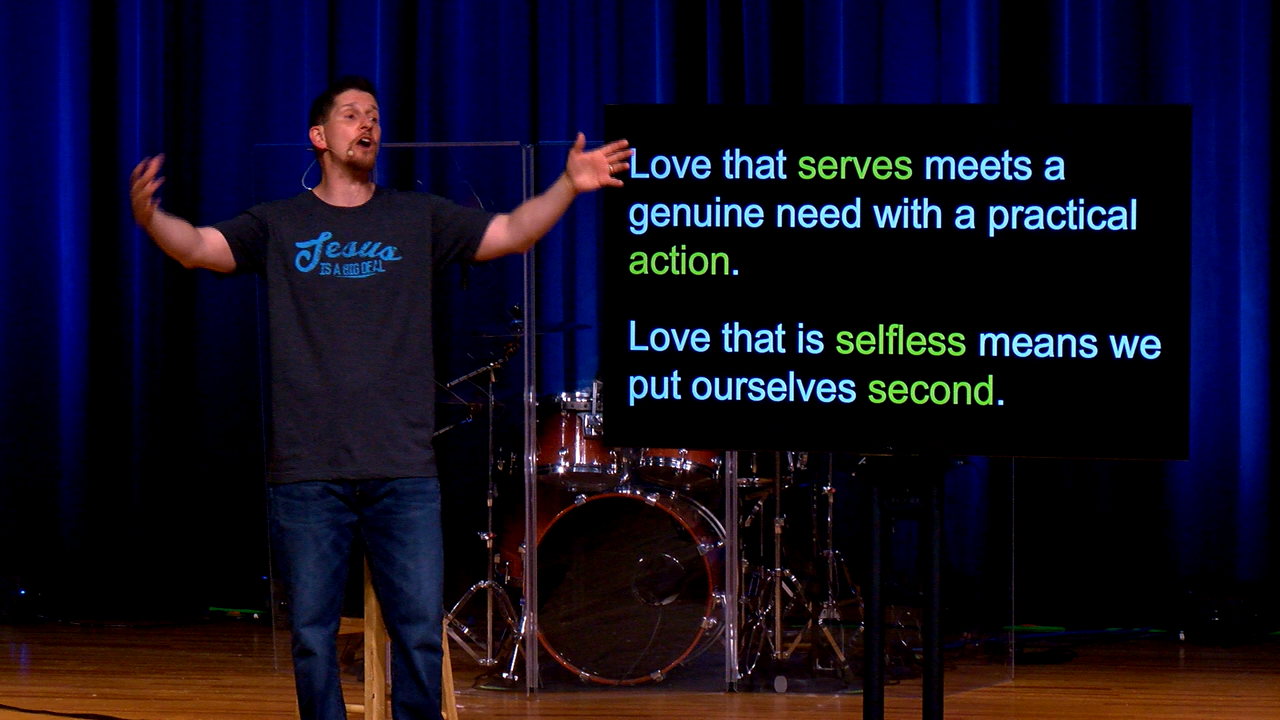 Jesus
IS A BIG DEAL
Love that serves meets a
genuine need with a practical
action.
Love that is selfless means we
put ourselves second.